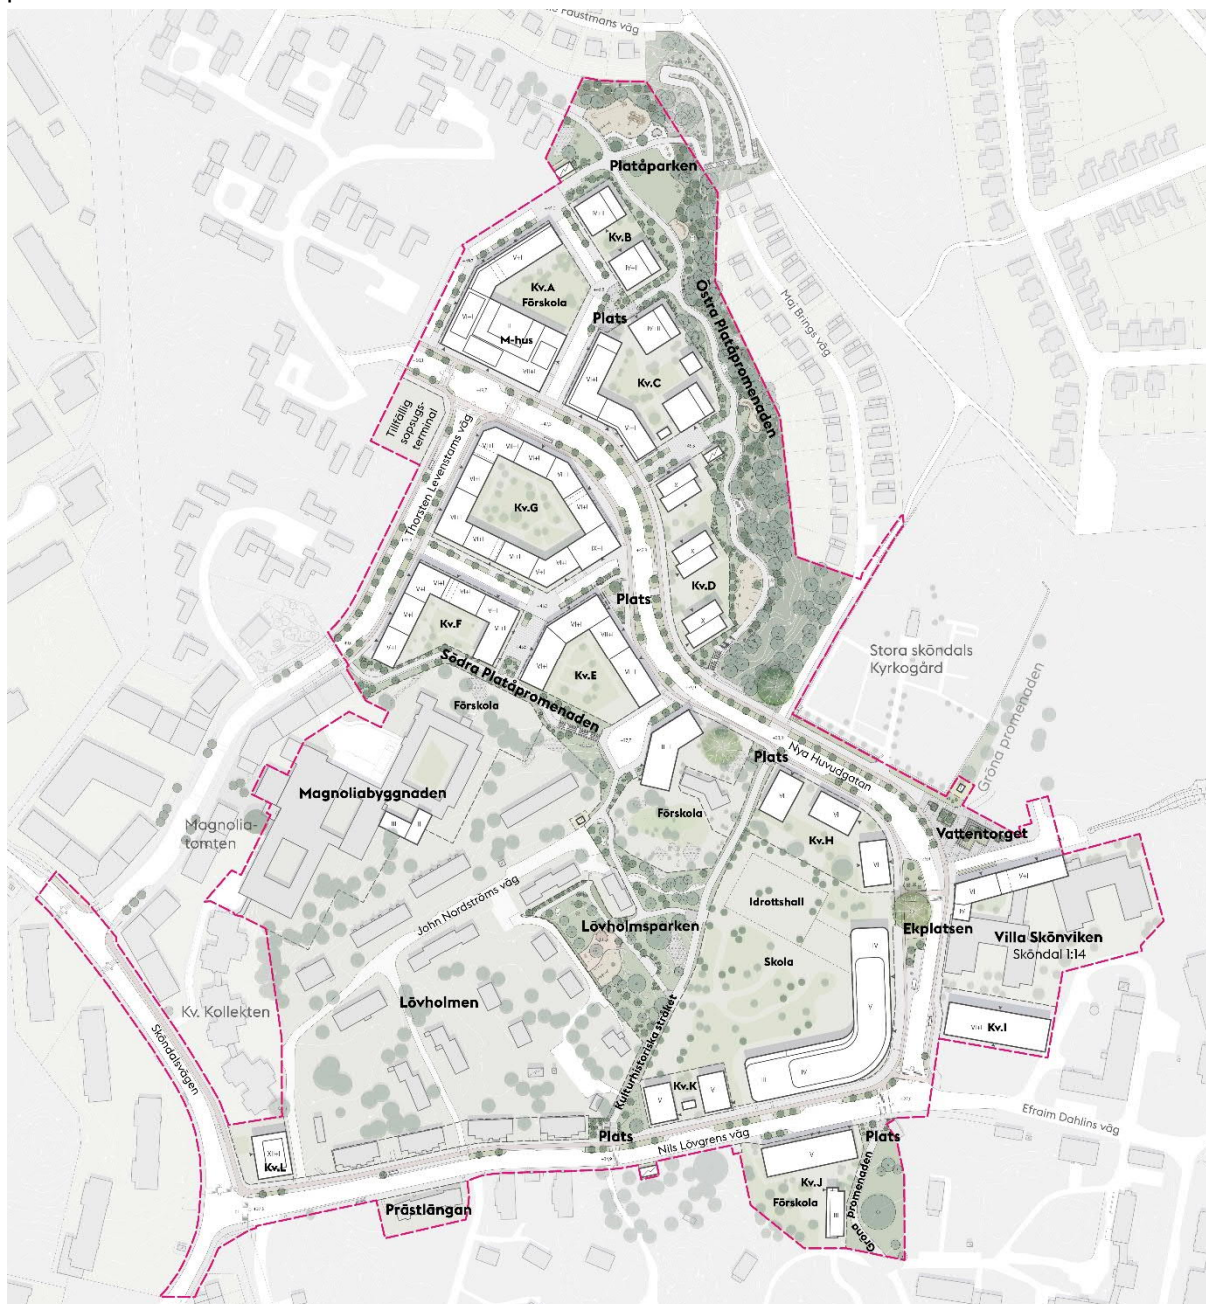 Faustmans väg
Platåparken
Kv.B
Kv.A
Förskola
Plats
M-hus
Kv.C
Östra Platåpromenaden
Maj Brings väg
Tillfällig
sopsugs-
terminal
Thorsten Levenstams väg
Kv.G
Kv.D
Plats
Kv.F
Kv.E
Södra Platåpromenaden
Förskola
Stora sköndals
Kyrkogård
Gröna promenaden
Nya Huvudgatan
Plats
Magnoliabyggnaden
Magnolia-
tomten
Förskola
Kv.H
Vattentorget
John Nordströms väg
Idrottshall
Lövholmsparken
Ekplatsen
Villa Skönviken
Sköndal 1:14
Skola
Lövholmen
Kv. Kollekten
Kv.I
Sköndalsvägen
Kulturhistoriska stråket
Kv.K
Efraim Dahlins väg
Plats
Nils Lövgrens väg
Plats
Kv.L
Kv.J
Förskola
Gröna promenaden
Prästlängan